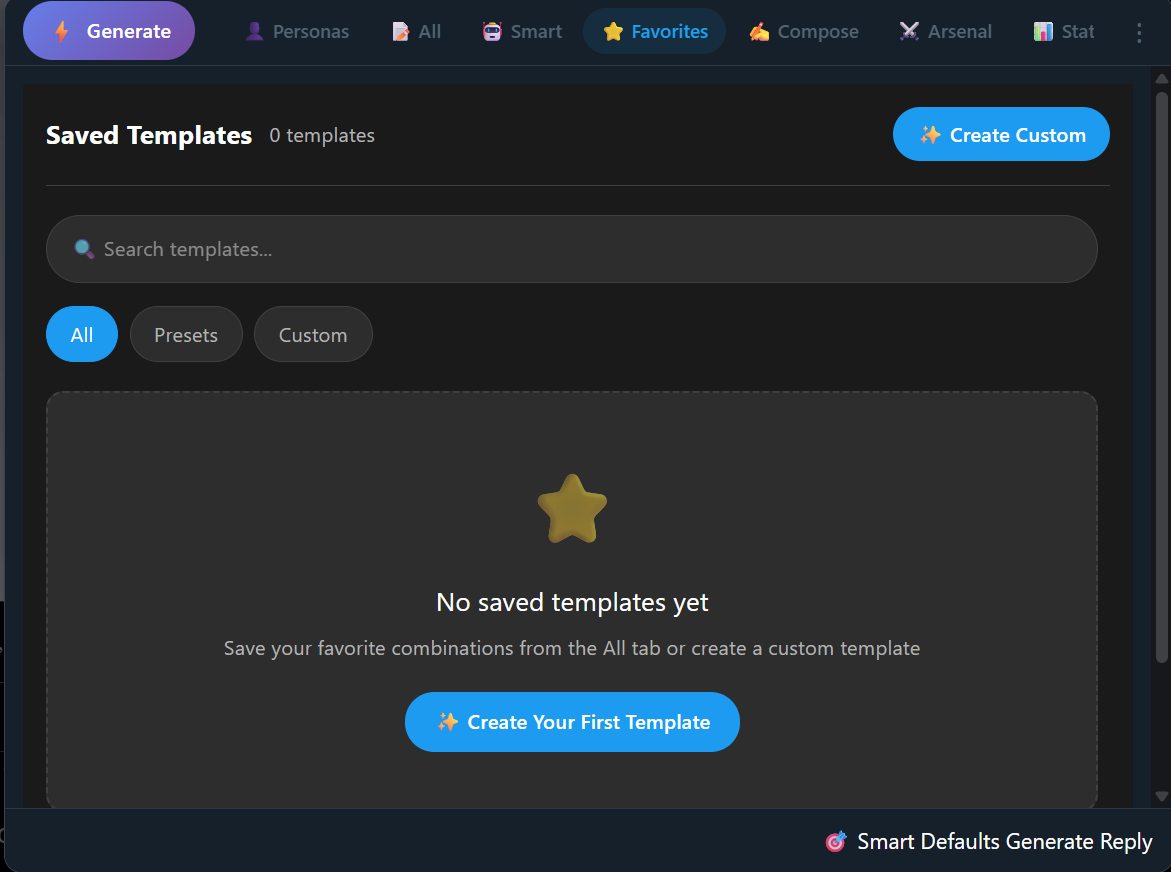 Generate Personas All Smart Favorites Compose Arsenal Stat
Saved Templates 0 templates Create Custom
Search templates...
All Presets Custom
No saved templates yet
Save your favorite combinations from the All tab or create a custom template
Create Your First Template
Smart Defaults Generate Reply